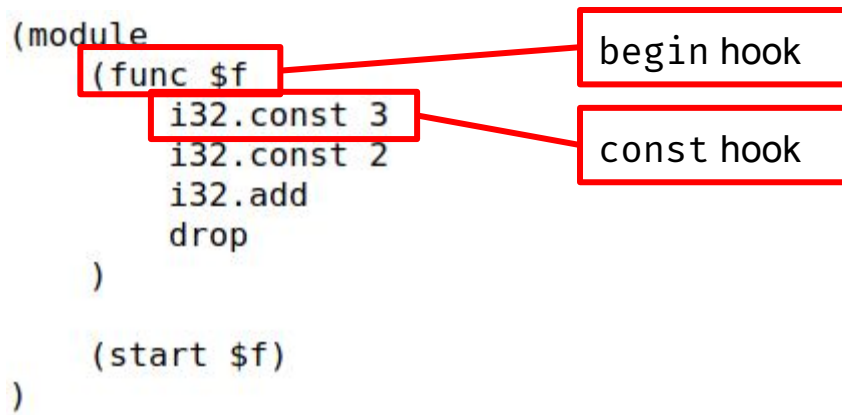 (module
    (func $f
        i32.const 3
        i32.const 2
        i32.add
        drop
    )

    (start $f)
)
begin hook
const hook